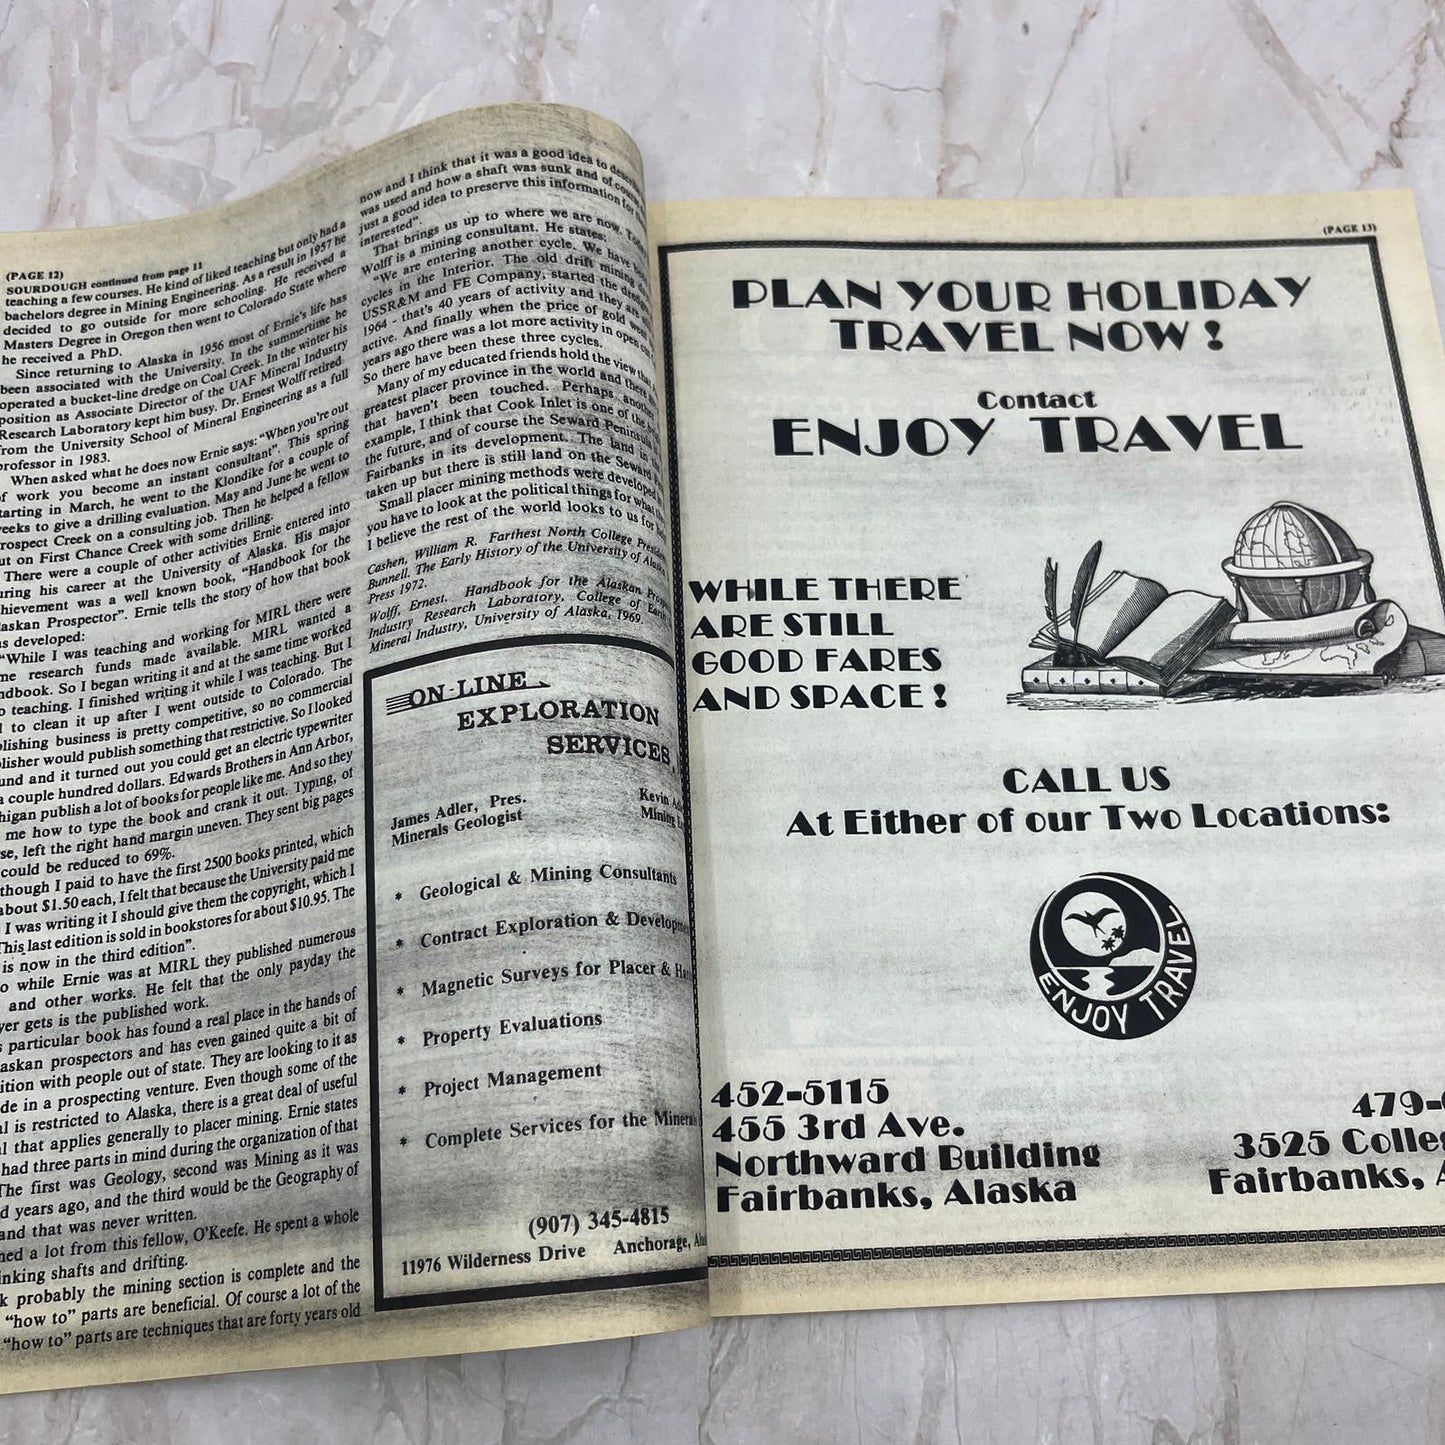 (PAGE 12)
SOURDOUGH continued from page 11
teaching a few courses. He kind of liked teaching but only had a
bachelors degree in Mining Engineering. As a result in 1957 he
decided to go outside for more schooling. He received a
Masters Degree in Oregon then went to Colorado State where
he received a PhD.
Since returning to Alaska in 1956 most of Ernie's life has
been associated with the University. In the summertime he
operated a bucket-line dredge on Coal Creek. In the winter his
position as Associate Director of the UAF Mineral Industry
Research Laboratory kept him busy. Dr. Ernest Wolff retired
from the University School of Mineral Engineering as a full
professor in 1983.
When asked what he does now Ernie says: "When you're out
of work you become an instant consultant". This spring
starting in March, he went to the Klondike for a couple of
weeks to give a drilling evaluation. May and June he went to
Prospect Creek on a consulting job. Then he helped a fellow
out on First Chance Creek with some drilling.
There were a couple of other activities Ernie entered into
during his career at the University of Alaska. His major
achievement was a well known book, "Handbook for the
Alaskan Prospector". Ernie tells the story of how that book
was developed:
"While I was teaching and working for MIRL there were
some research funds made available. MIRL wanted a
handbook. So I began writing it and at the same time worked
teaching. I finished writing it while I was teaching. But I
to clean it up after I went outside to Colorado. The
publishing business is pretty competitive, so no commercial
publisher would publish something that restrictive. So I looked
around and it turned out you could get an electric typewriter
a couple hundred dollars. Edwards Brothers in Ann Arbor,
Michigan publish a lot of books for people like me. And so they
me how to type the book and crank it out. Typing, of
course, left the right hand margin uneven. They sent big pages
could be reduced to 69%.
though I paid to have the first 2500 books printed, which
about $1.50 each, I felt that because the University paid me
I was writing it I should give them the copyright, which I
This last edition is sold in bookstores for about $10.95. The
is now in the third edition".
while Ernie was at MIRL they published numerous
and other works. He felt that the only payday the
gets is the published work.
particular book has found a real place in the hands of
Alaskan prospectors and has even gained quite a bit of
with people out of state. They are looking to it as
in a prospecting venture. Even though some of the
is restricted to Alaska, there is a great deal of useful
that applies generally to placer mining. Ernie states
had three parts in mind during the organization of that
The first was Geology, second was Mining as it was
years ago, and the third would be the Geography of
and that was never written.
a lot from this fellow, O'Keefe. He spent a whole
sinking shafts and drifting.
probably the mining section is complete and the
"how to" parts are beneficial. Of course a lot of the
"how to" parts are techniques that are forty years old
now and I think that it was a good idea to describe
was used and how a shaft was sunk and of course
just a good idea to preserve this information for
interested".
That brings us up to where we are now. Today
Wolff is a mining consultant. He states:
"We are entering another cycle. We have
cycles in the Interior. The old drift mining
USSR&M and FE Company, started the
1964 - that's 40 years of activity and they are
active. And finally when the price of gold
years ago there was a lot more activity in open
So there have been these three cycles.
Many of my educated friends hold the view that
greatest placer province in the world and there
that haven't been touched. Perhaps another
example, I think that Cook Inlet is one of the
the future, and of course the Seward Peninsula
Fairbanks in its development. The land in
taken up but there is still land on the Seward
Small placer mining methods were developed
you have to look at the political things for what
I believe the rest of the world looks to us for
Cashen, William R. Farthest North College President
Bunnell. The Early History of the University of Alaska
Press 1972.
Wolff, Ernest. Handbook for the Alaskan
Industry Research Laboratory, College of Earth
Mineral Industry, University of Alaska, 1969.
ON-LINE
EXPLORATION
SERVICES,
James Adler, Pres.
Minerals Geologist
Kevin
Mining
* Geological & Mining Consultants
* Contract Exploration &
* Magnetic Surveys for Placer &
* Property Evaluations
* Project Management
* Complete Services for the
(907) 345-4815
11976 Wilderness Drive Anchorage,
(PAGE 13)
PLAN YOUR HOLIDAY
TRAVEL NOW!
Contact
ENJOY TRAVEL
WHILE THERE
ARE STILL
GOOD FARES
AND SPACE!
CALL US
At Either of our Two Locations:
ENJOY TRAVEL
452-5115
455 3rd Ave.
Northward Building
Fairbanks, Alaska
479-
3525
Fairbanks,